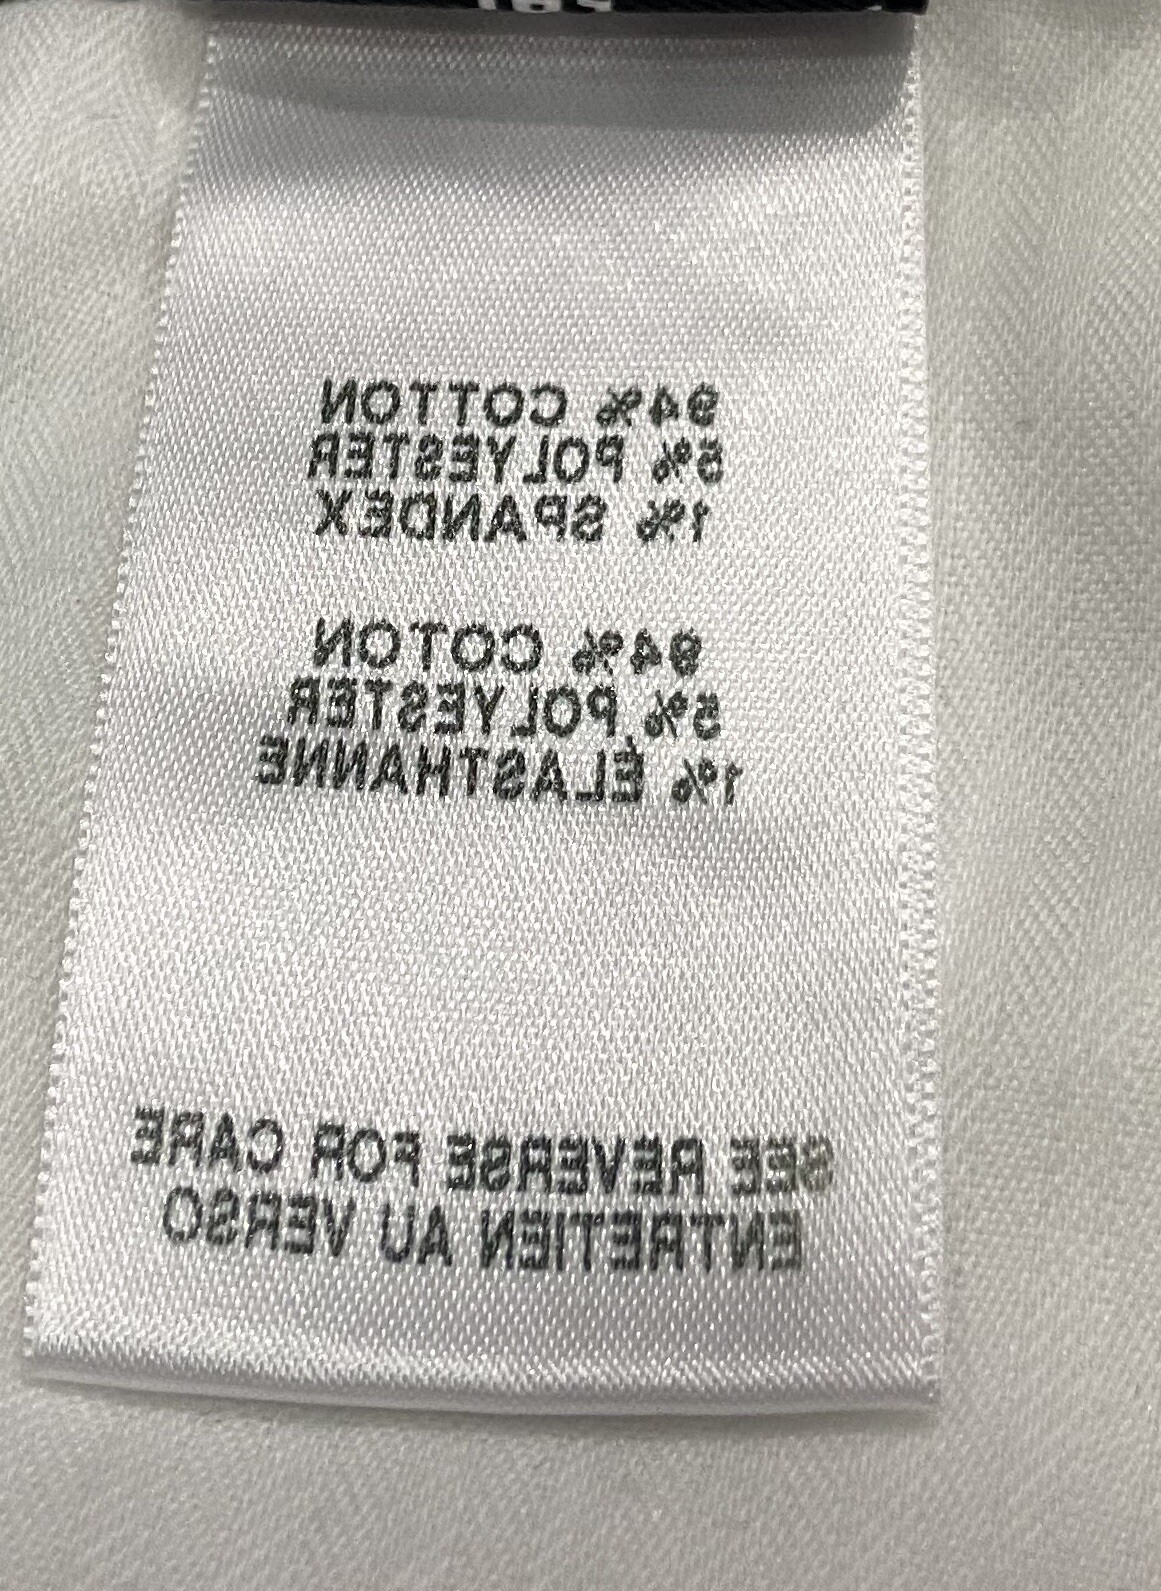 94% COTTON
5% POLYESTER
1% SPANDEX
94% COTON
5% POLYESTER
1% ÉLASTHANNE
SEE REVERSE FOR CARE
ENTRETIEN AU VERSO